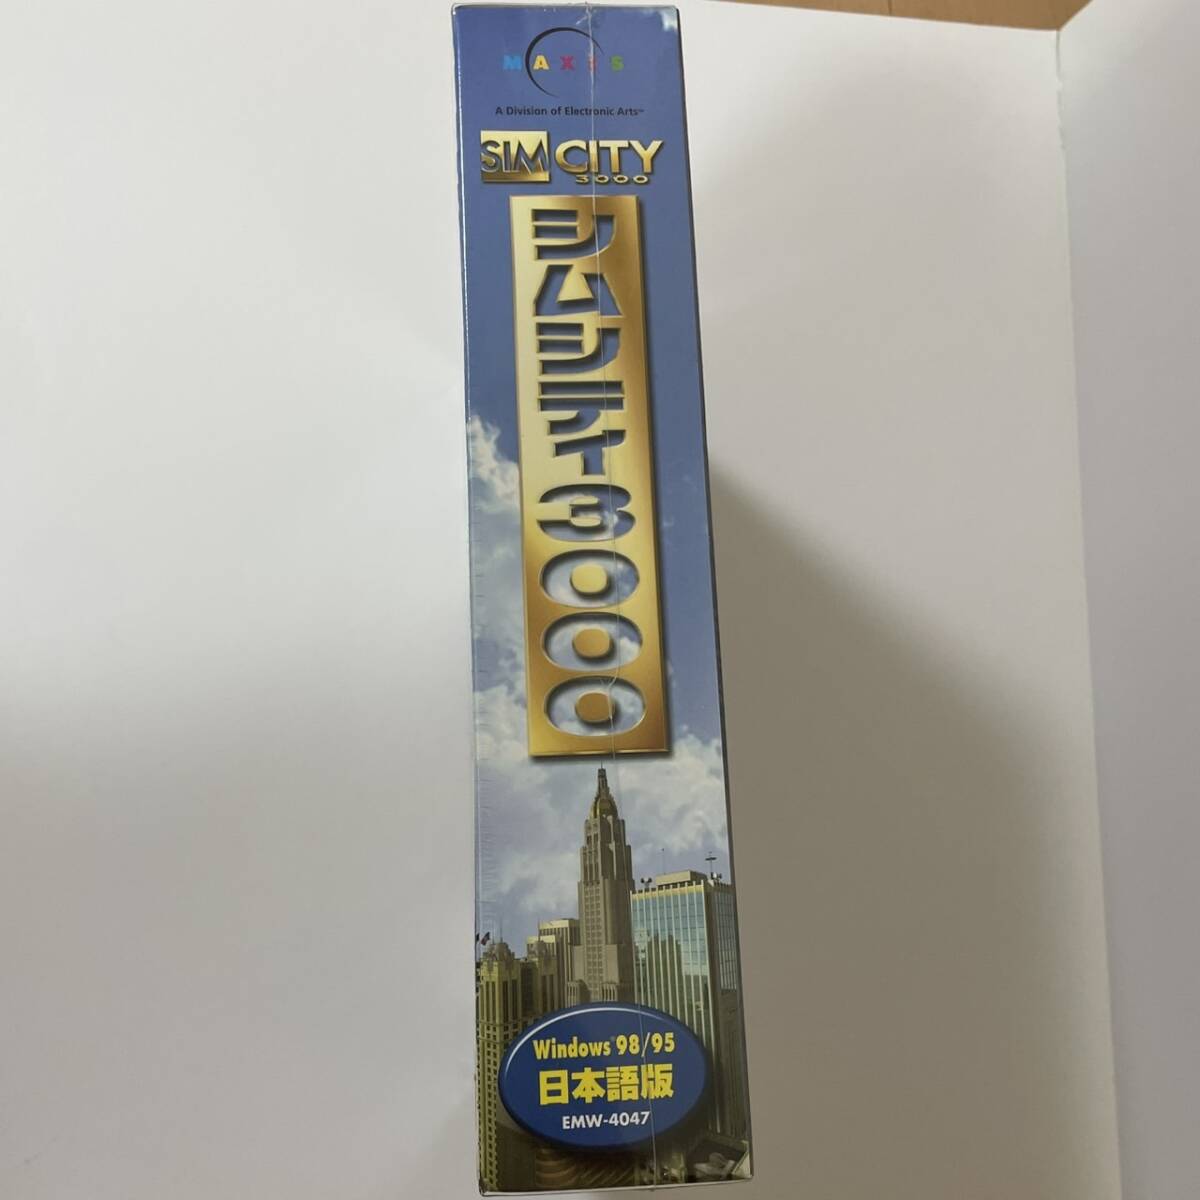 MAXIS
A Division of Electronic Arts™
SIM CITY
3000
シムシティ3000
Windows® 98/95
日本語版
EMW-4047